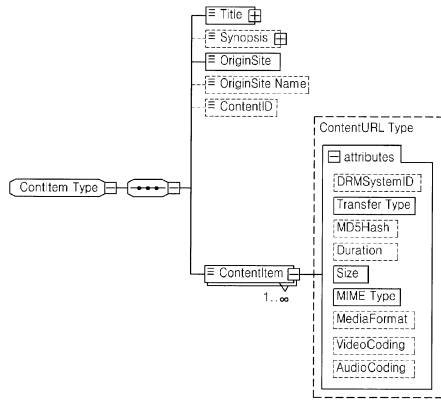 Title
Synopsis
OriginSite
OriginSite Name
ContentID
ContItem Type
ContentItem
1..∞
ContentURL Type
attributes
DRMSystemID
Transfer Type
MD5Hash
Duration
Size
MIME Type
MediaFormat
VideoCoding
AudioCoding